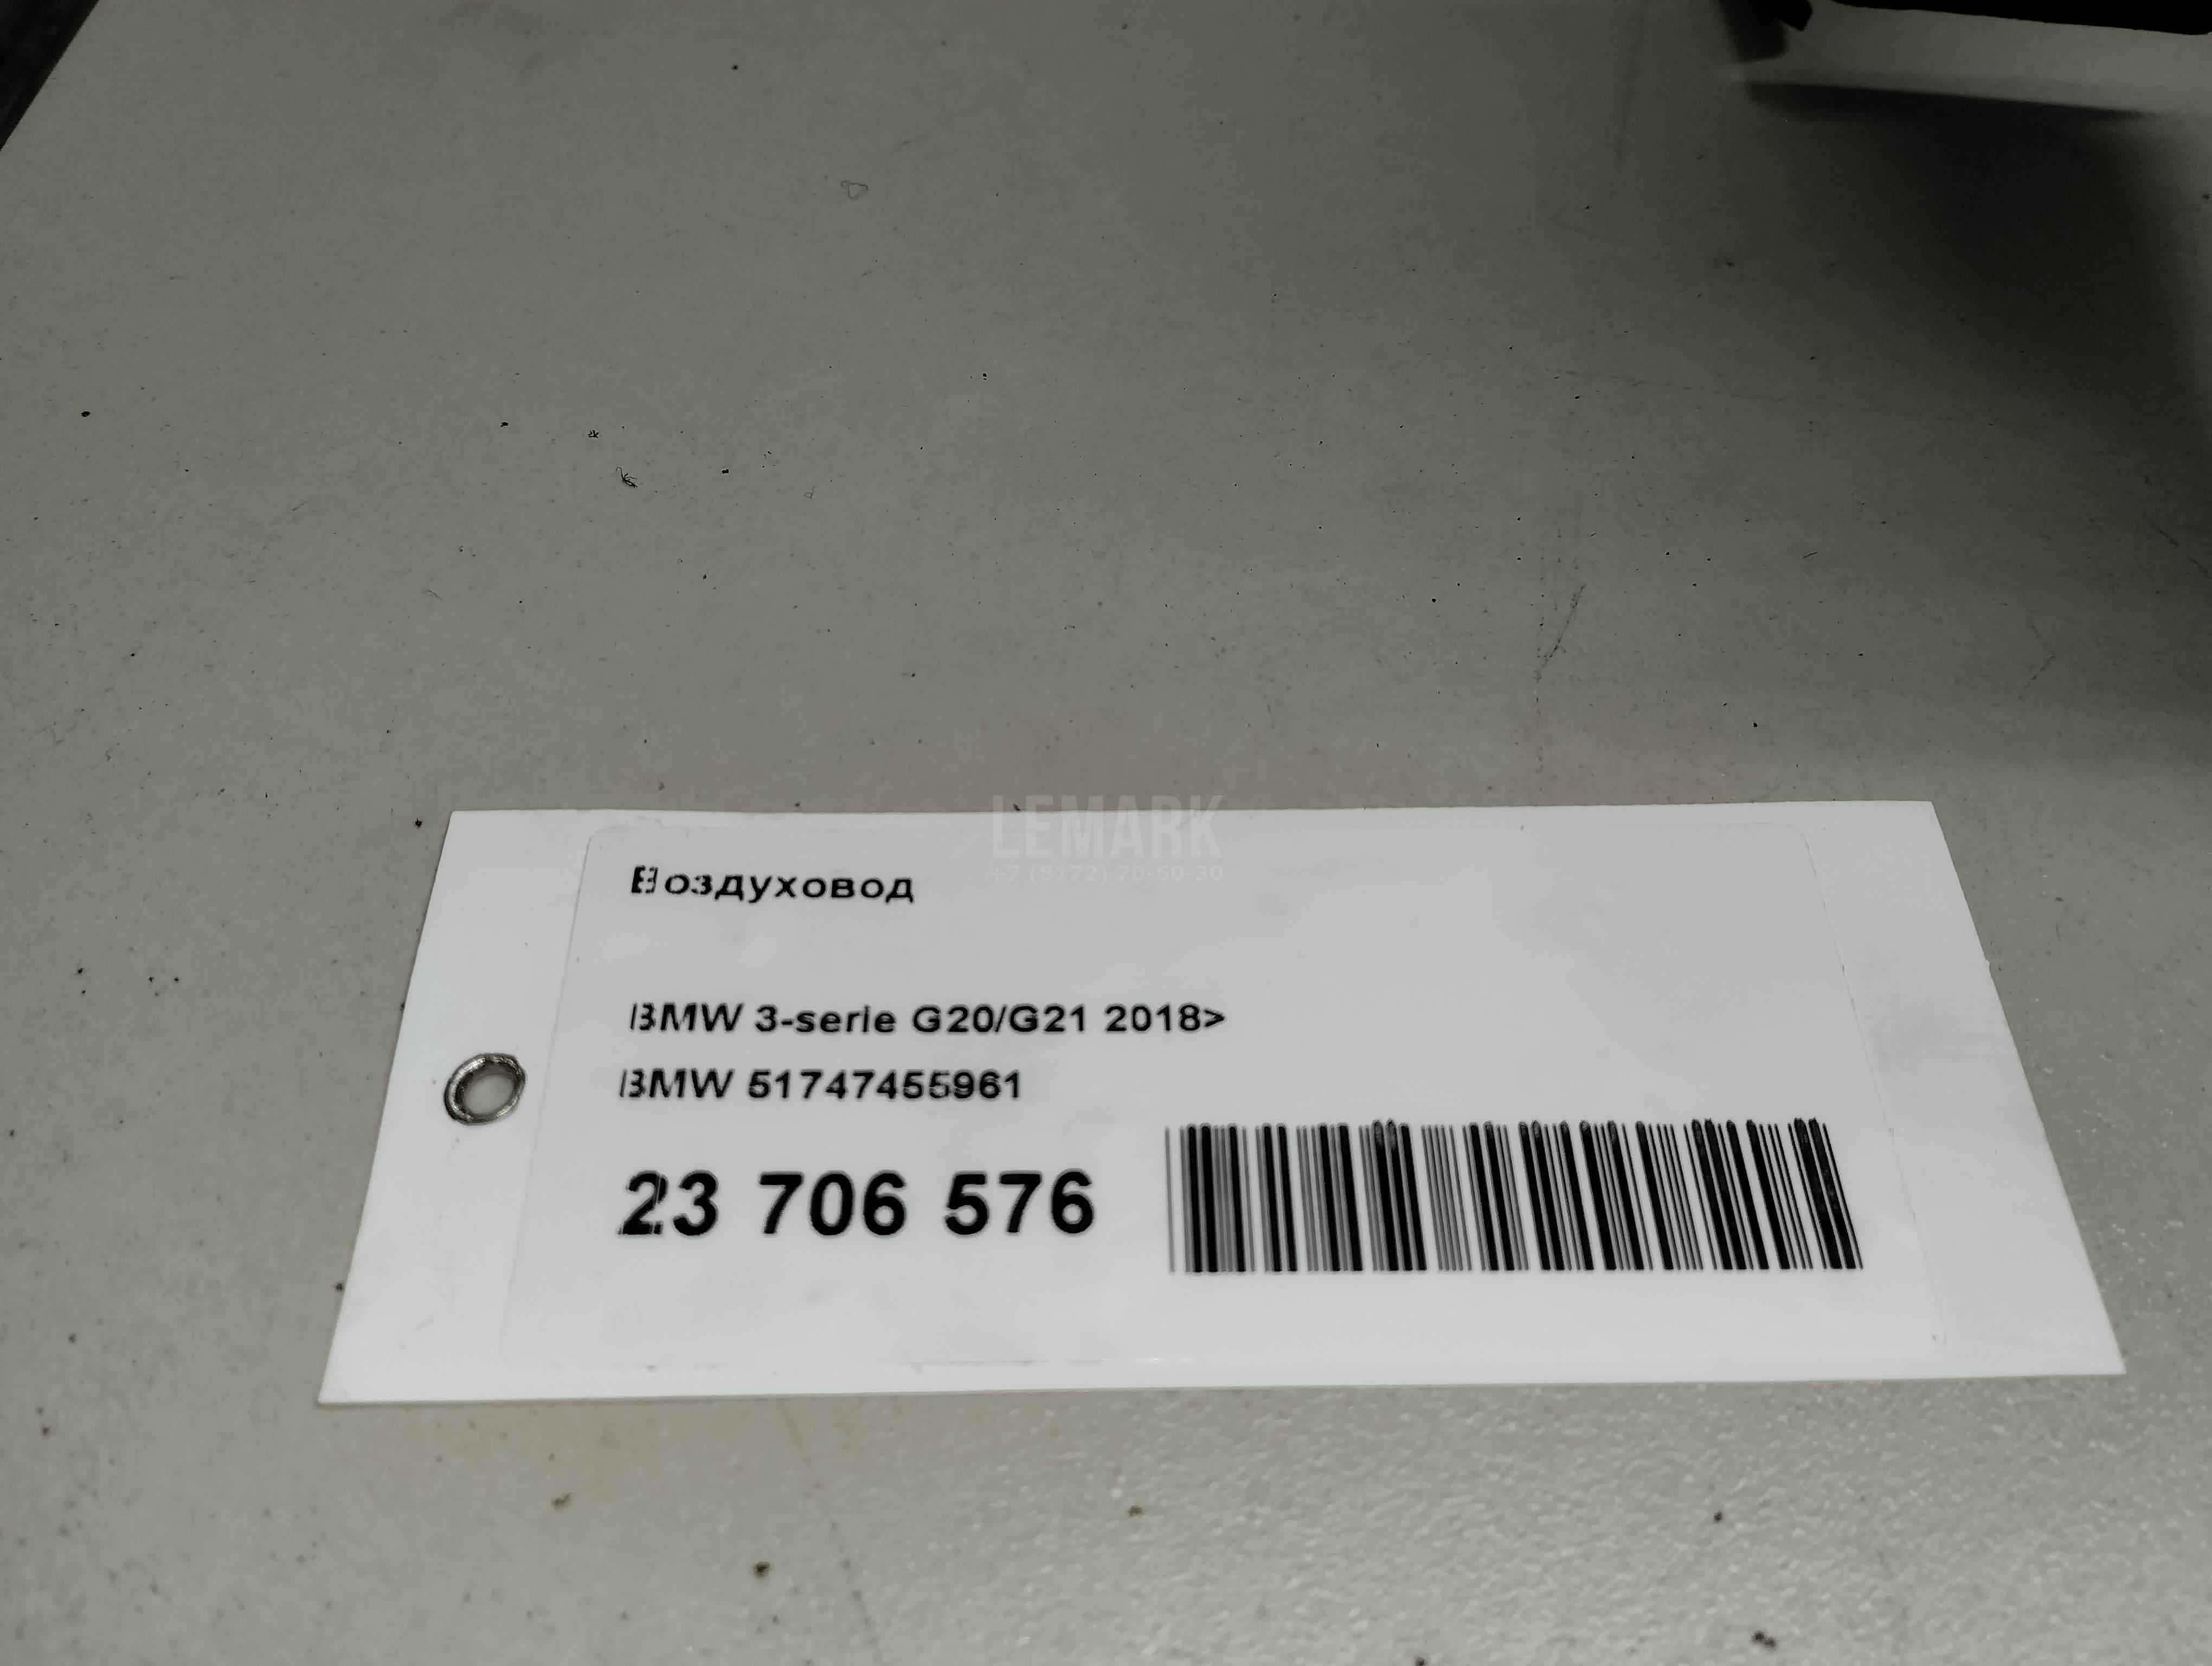 LEMARK
+7 (8172) 70-60-30
Воздуховод
BMW 3-serie G20/G21 2018>
BMW 51747455961
23 706 576